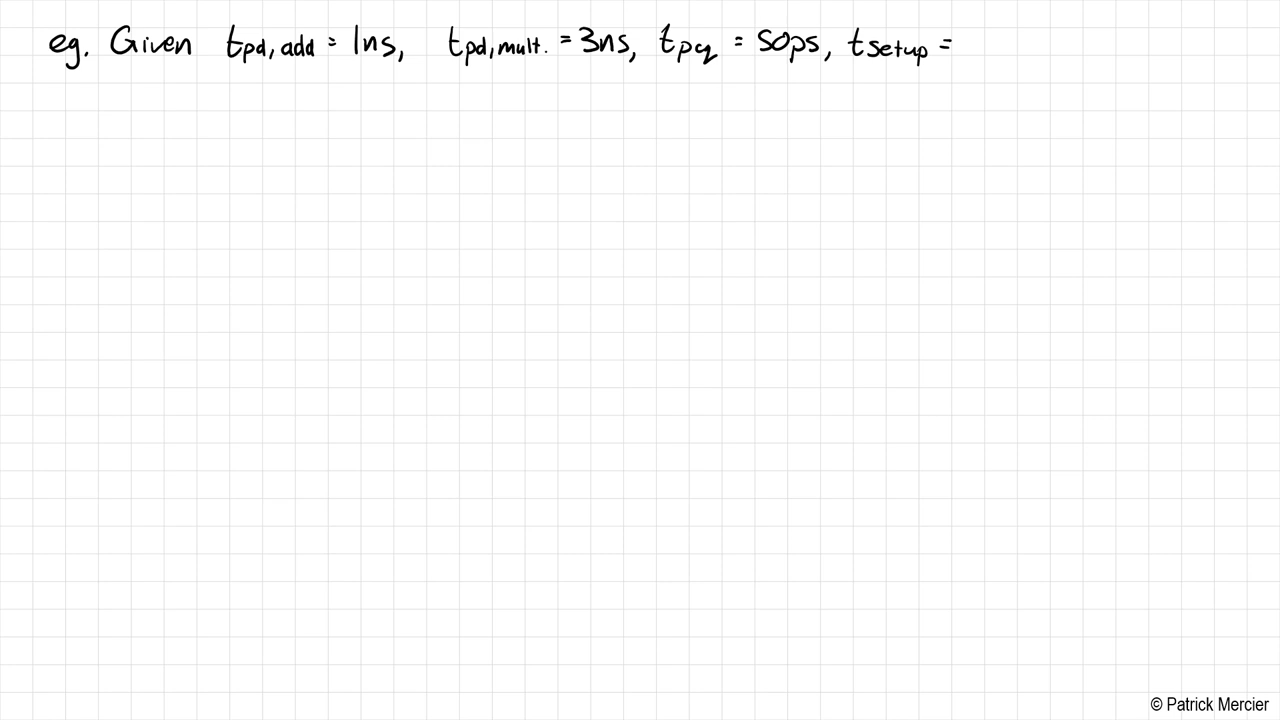 eg. Given tpd,add = 1ns, tpd,mult. = 3ns, tpcq = 50ps, tsetup =
© Patrick Mercier